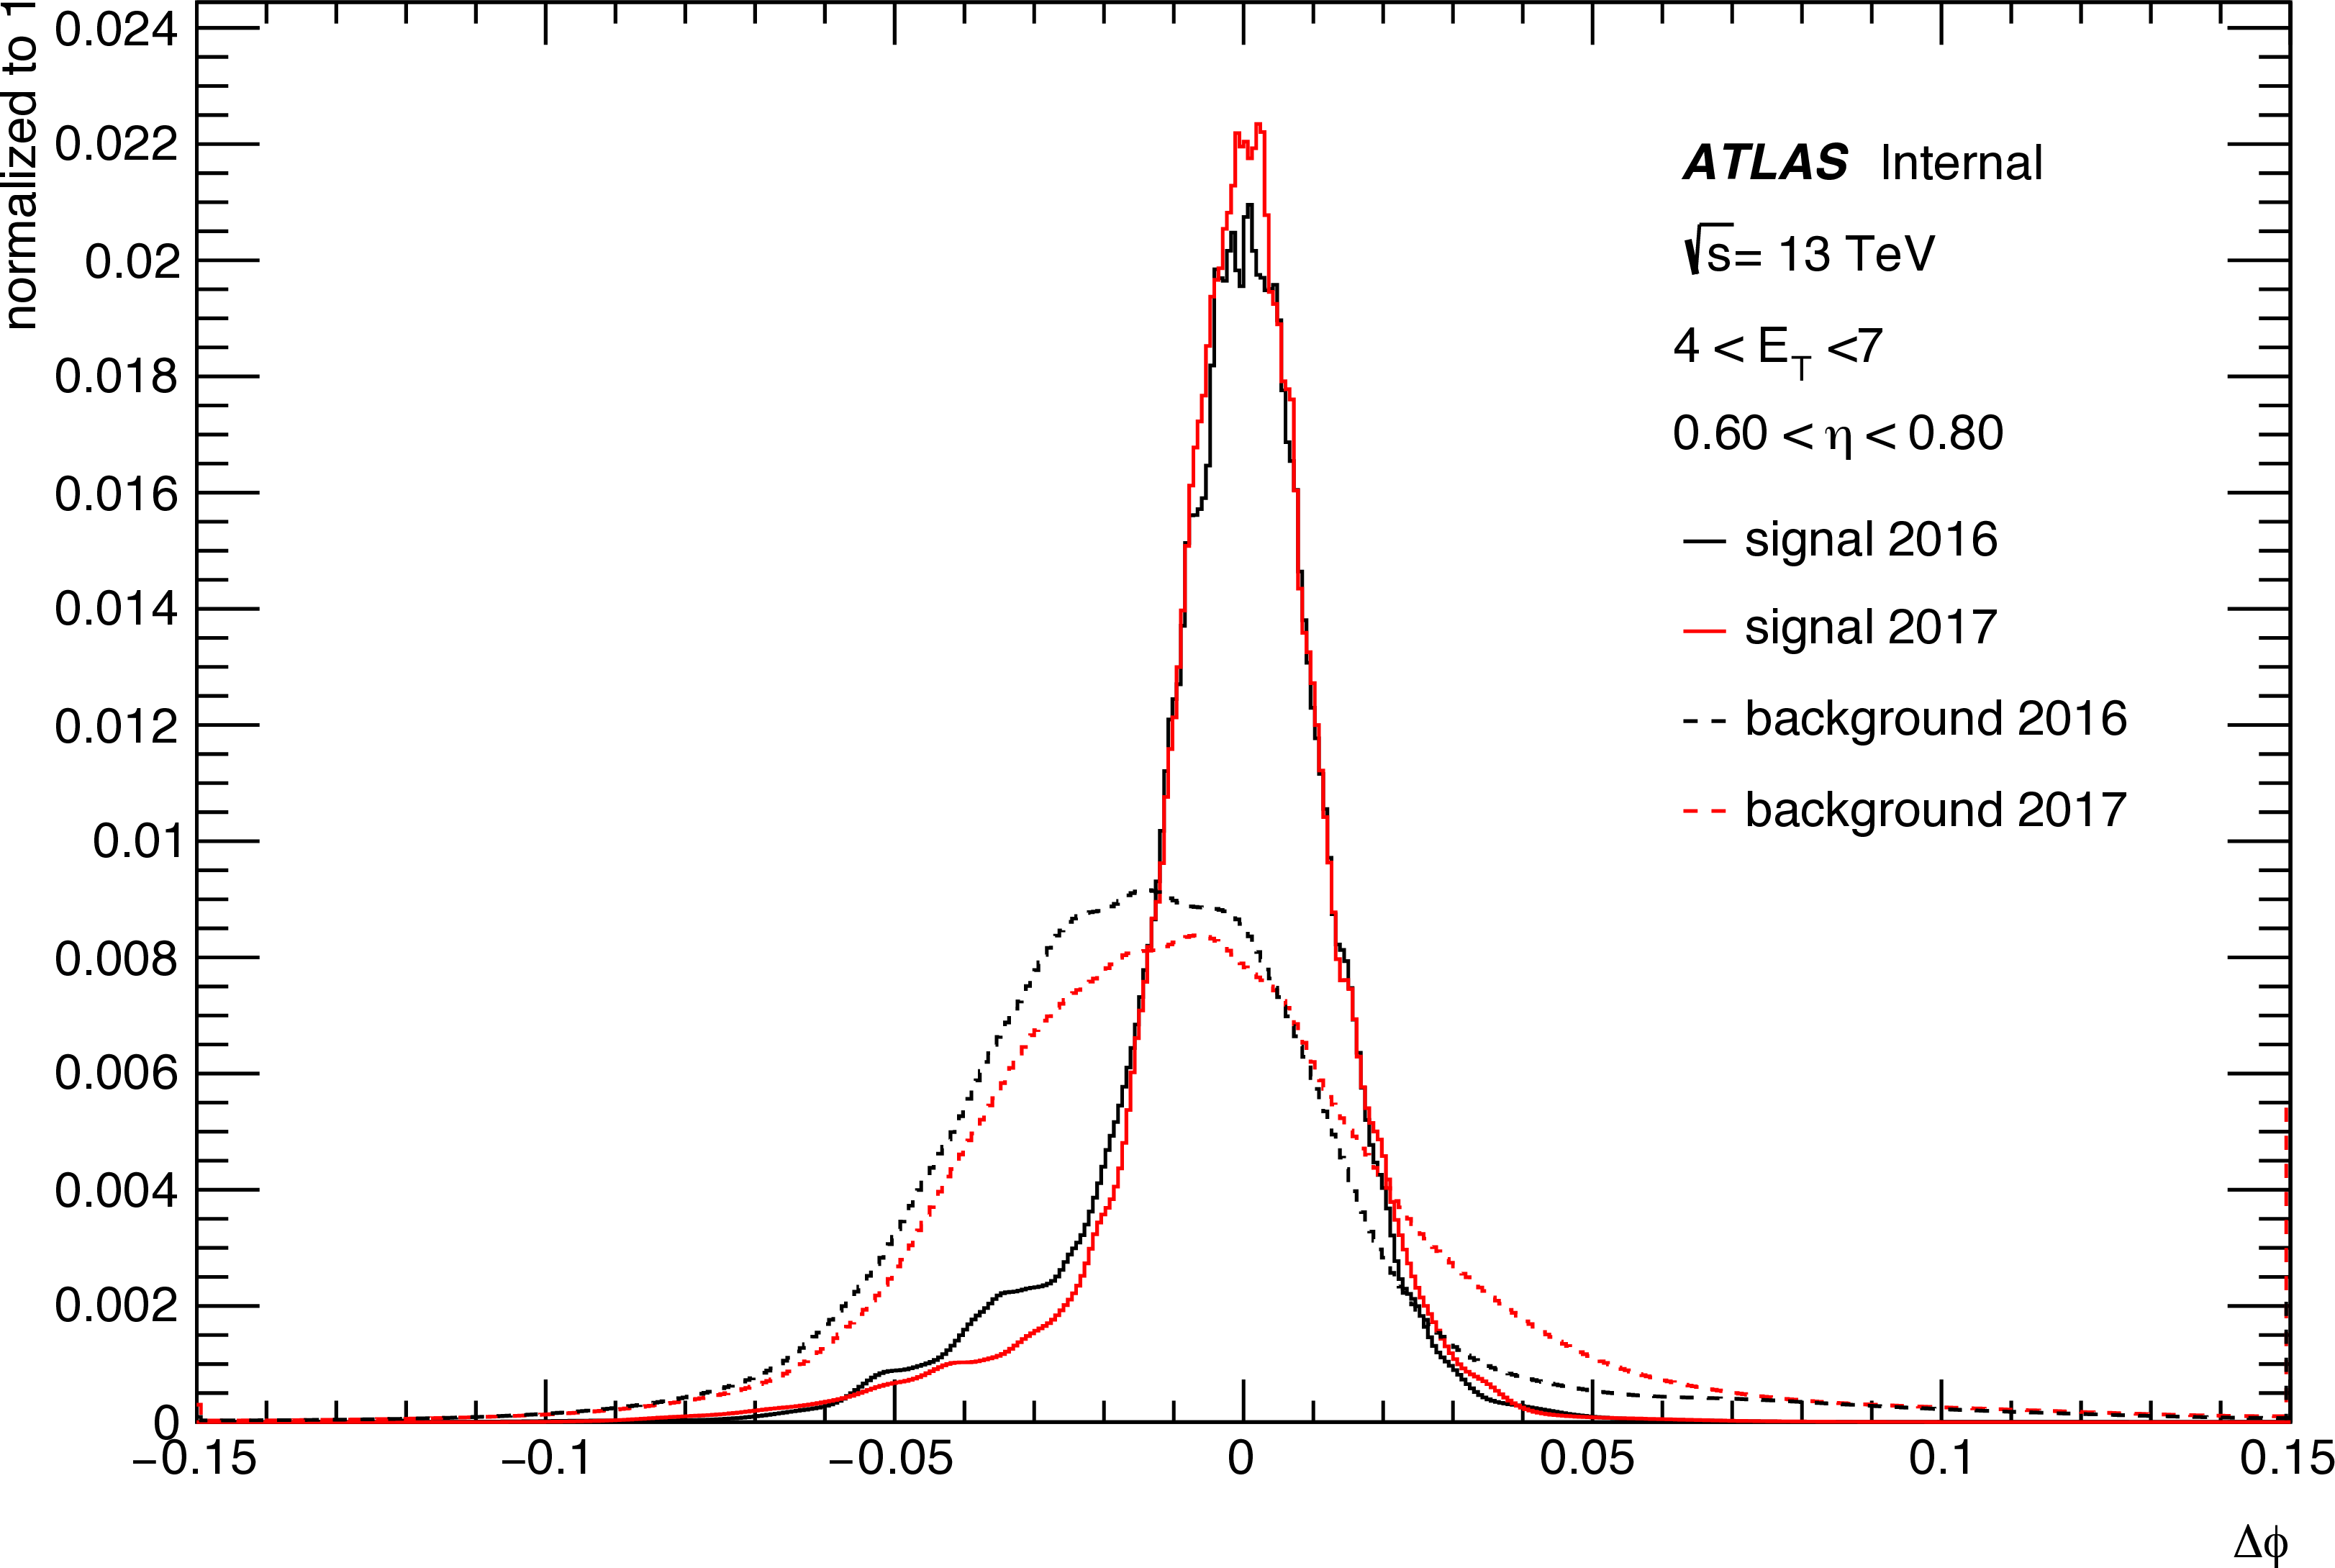 normalized to 1
0.024
0.022
0.02
0.018
0.016
0.014
0.012
0.01
0.008
0.006
0.004
0.002
0
ATLAS Internal
√s= 13 TeV
4 < E_T <7
0.60 < η < 0.80
signal 2016
signal 2017
background 2016
background 2017
−0.15 −0.1 −0.05 0 0.05 0.1 0.15
Δϕ